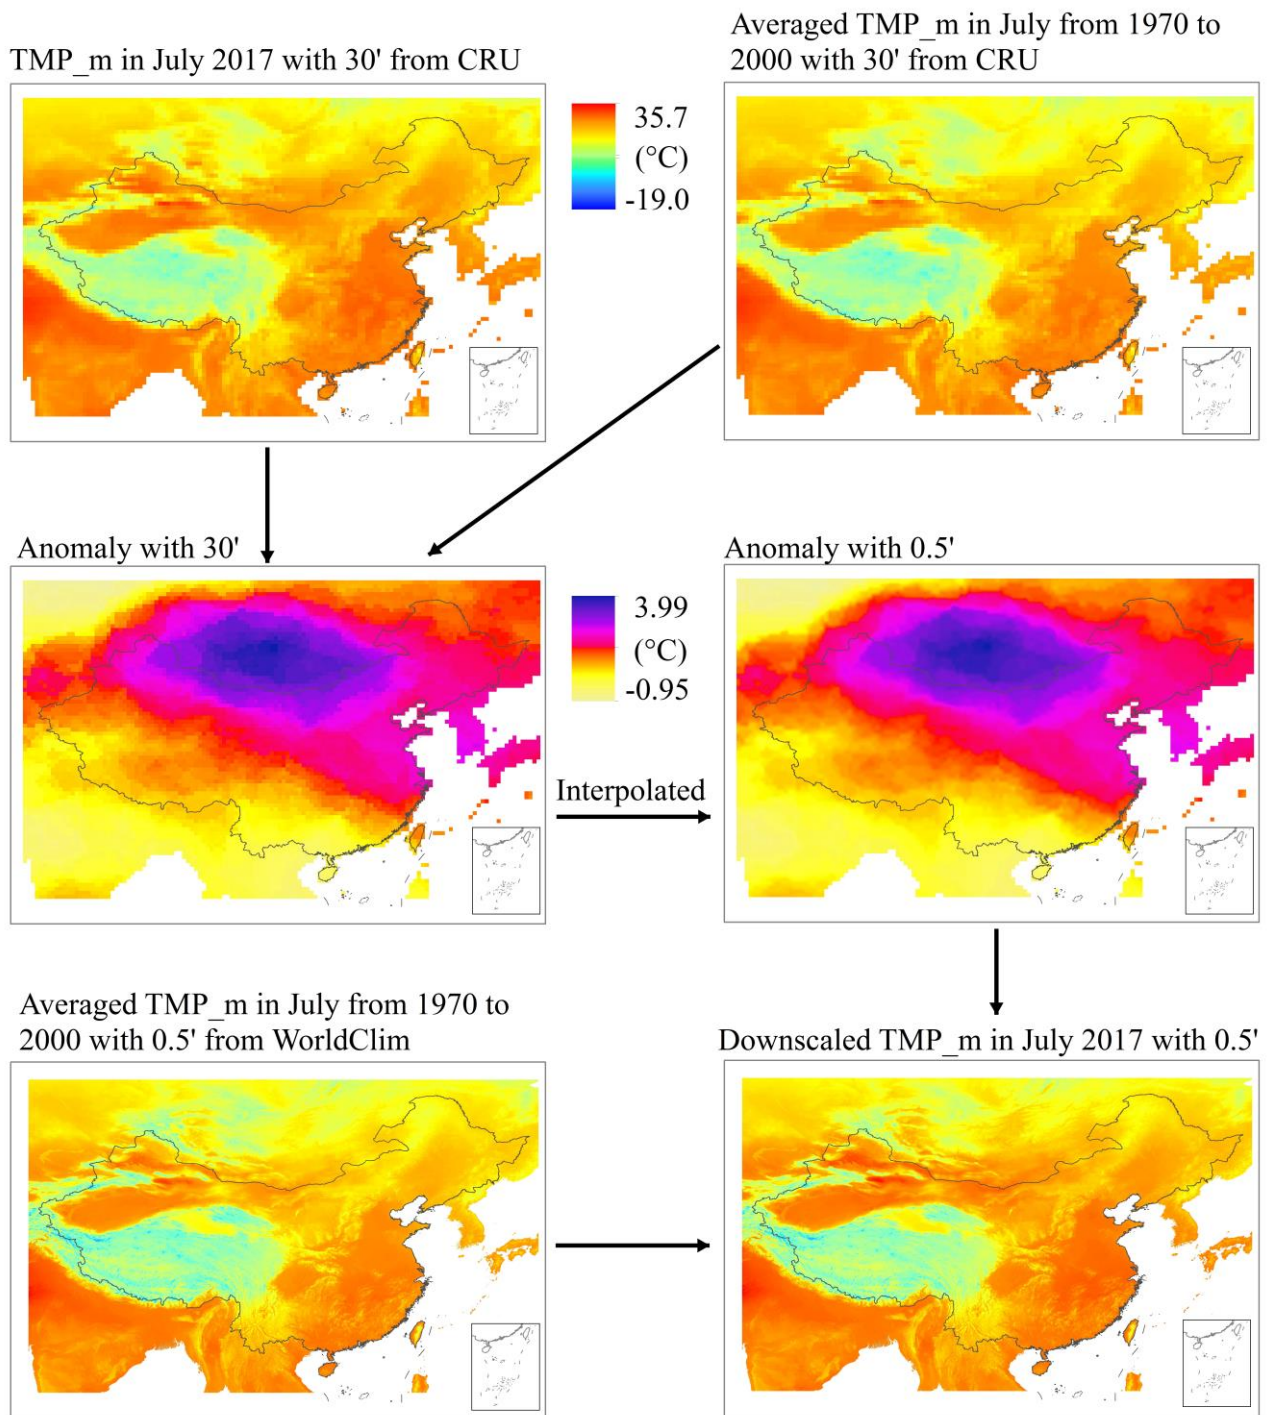 TMP_m in July 2017 with 30' from CRU
Averaged TMP_m in July from 1970 to
2000 with 30' from CRU
35.7
(°C)
-19.0
Anomaly with 30'
Anomaly with 0.5'
3.99
(°C)
-0.95
Interpolated
Averaged TMP_m in July from 1970 to
2000 with 0.5' from WorldClim
Downscaled TMP_m in July 2017 with 0.5'